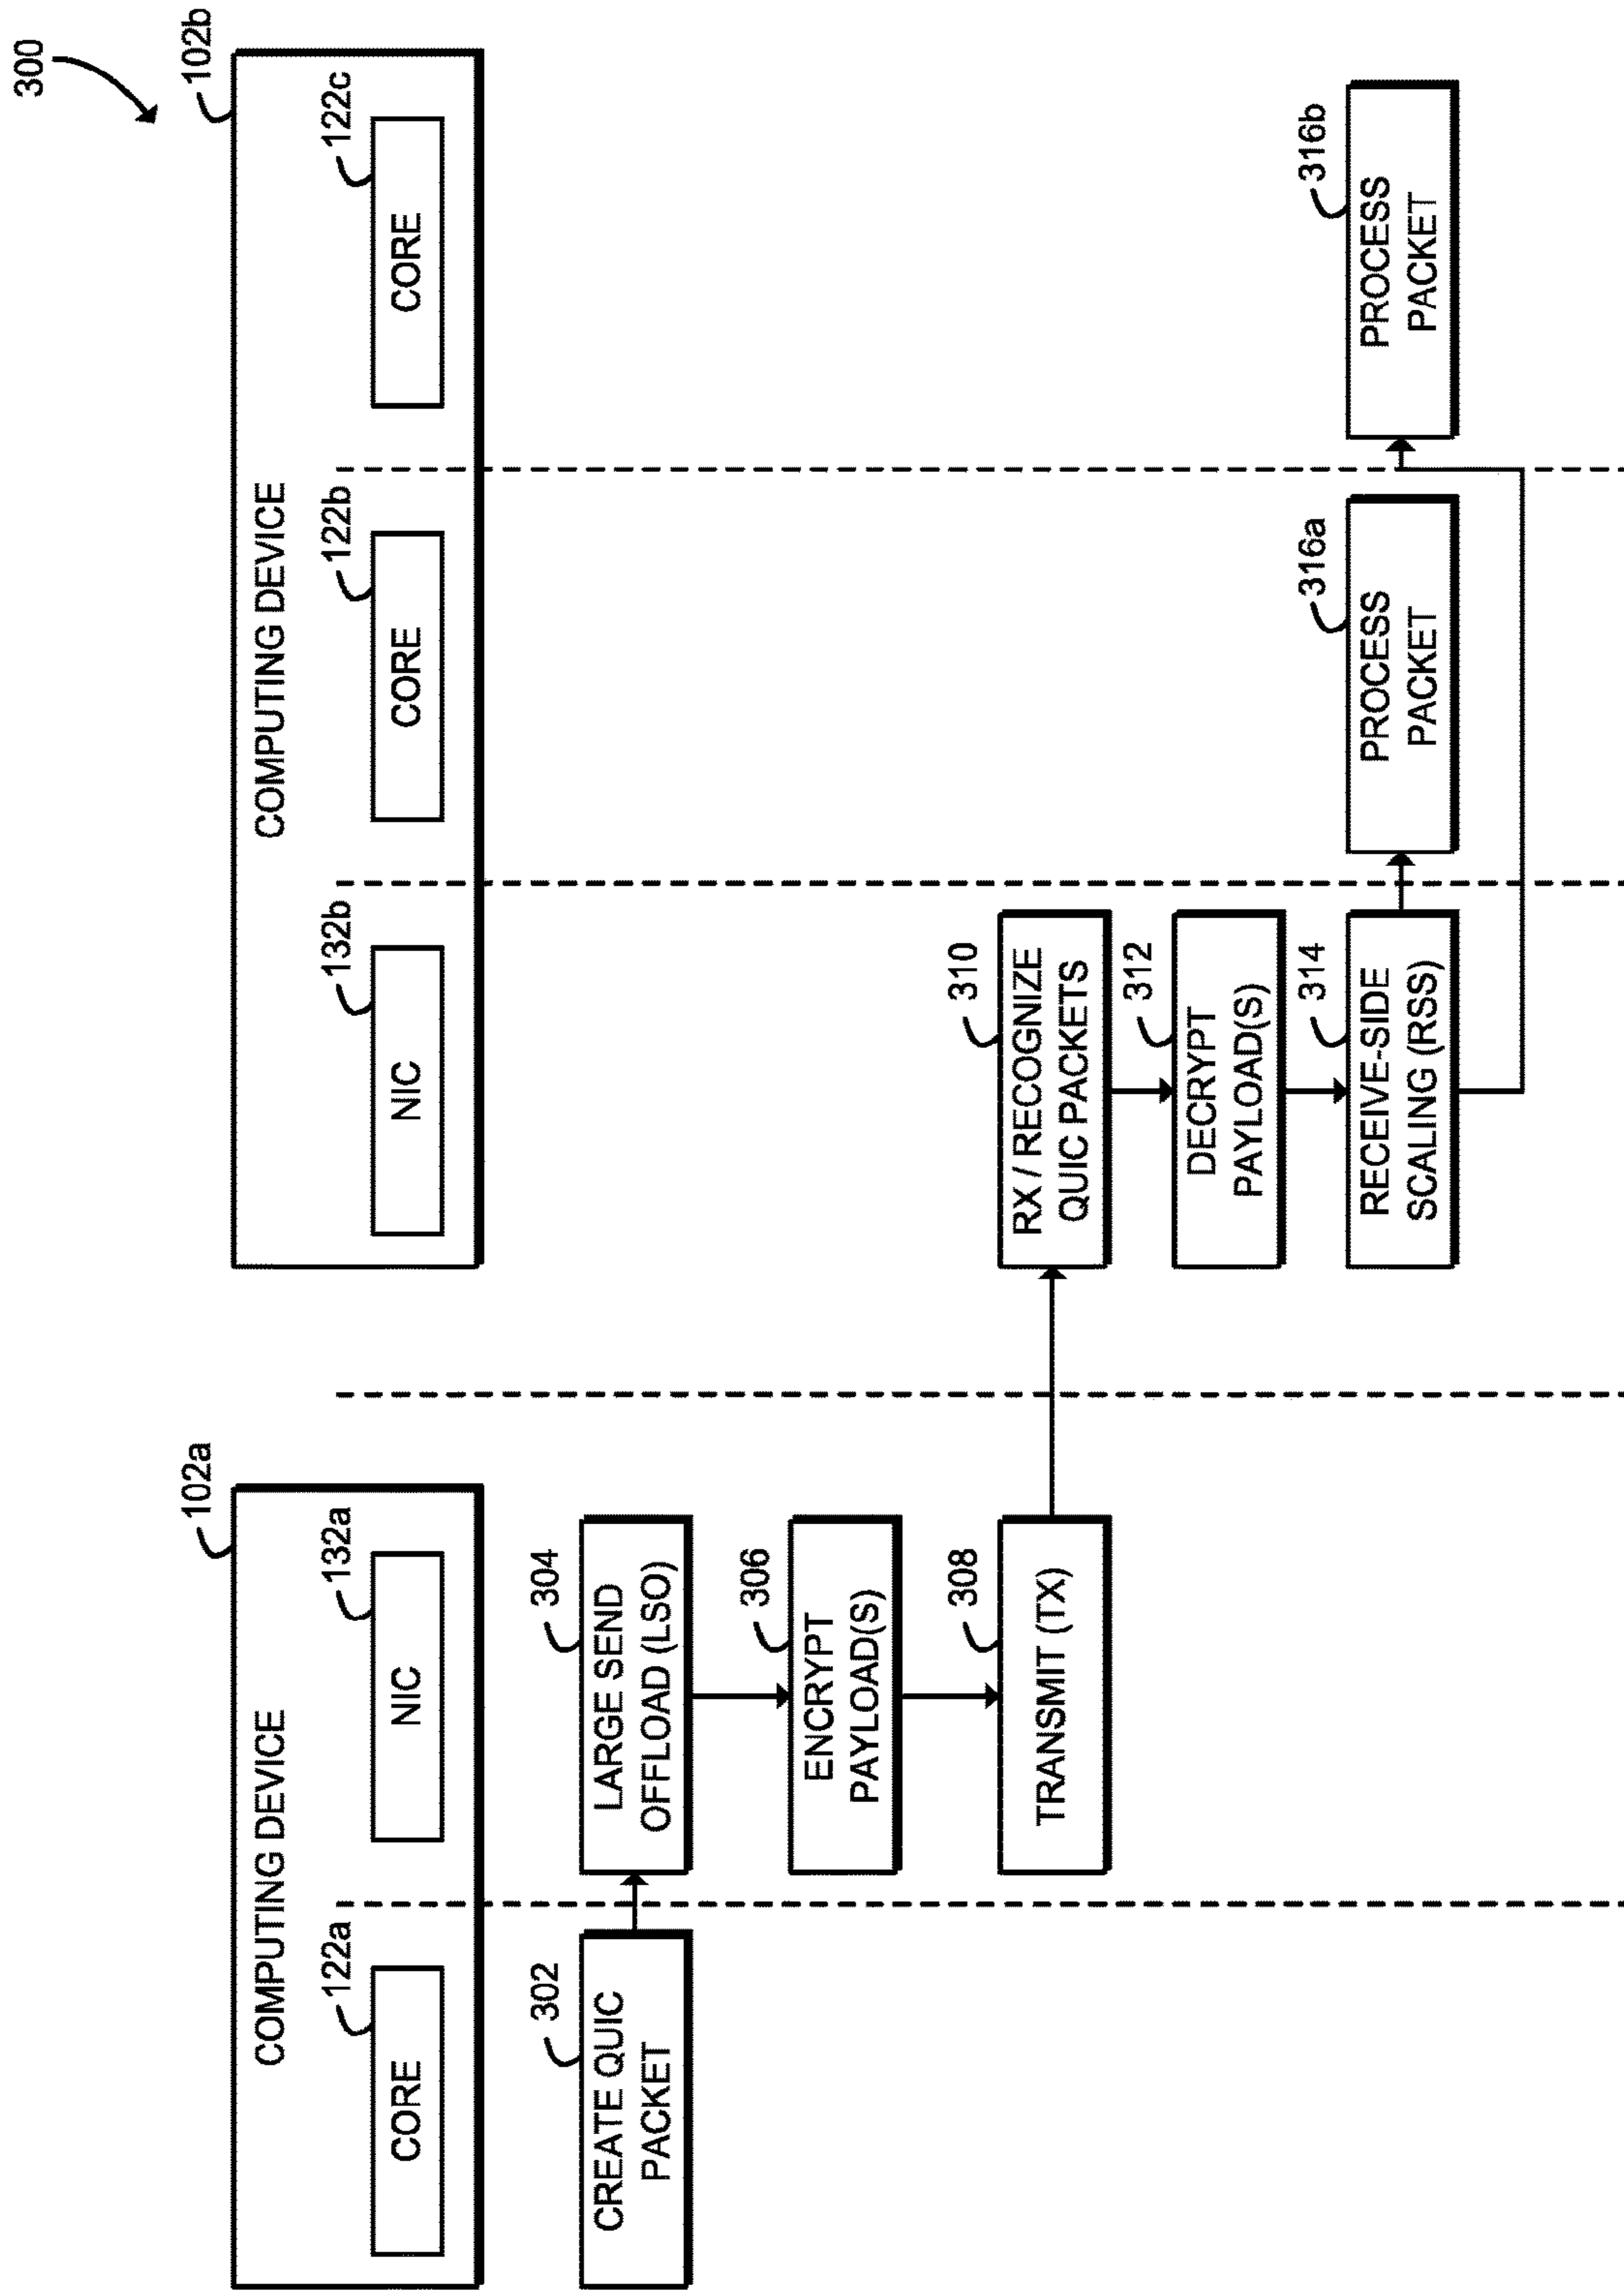 300
102a
COMPUTING DEVICE
122a
CORE
132a
NIC
102b
COMPUTING DEVICE
132b
NIC
122b
CORE
122c
CORE
302
CREATE QUIC
PACKET
304
LARGE SEND
OFFLOAD (LSO)
306
ENCRYPT
PAYLOAD(S)
308
TRANSMIT (TX)
310
RX / RECOGNIZE
QUIC PACKETS
312
DECRYPT
PAYLOAD(S)
314
RECEIVE-SIDE
SCALING (RSS)
316a
PROCESS
PACKET
316b
PROCESS
PACKET